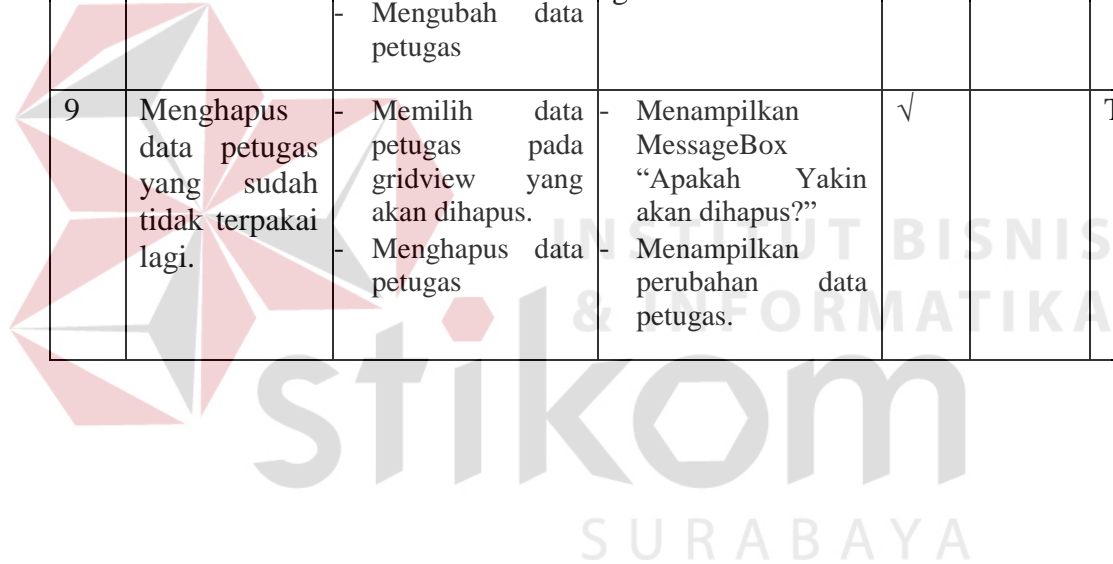 - Mengubah data
petugas
9
Menghapus
data petugas
yang sudah
tidak terpakai
lagi.
- Memilih data
petugas pada
gridview yang
akan dihapus.
- Menghapus data
petugas
- Menampilkan
MessageBox
“Apakah Yakin
akan dihapus?”
- Menampilkan
perubahan data
petugas.
√
INSTITUT BISNIS
& INFORMATIKA
stikom
SURABAYA